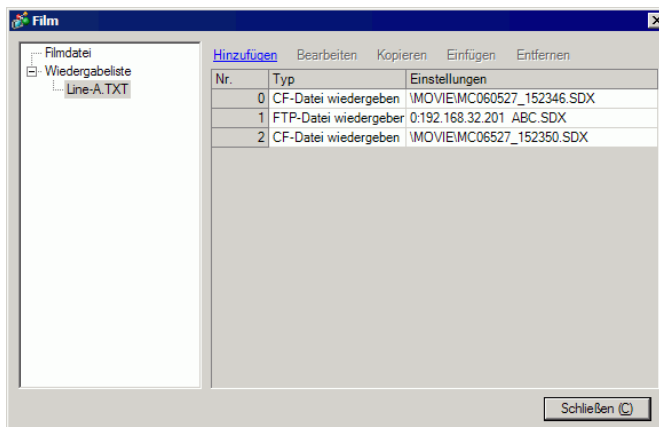 Film
Filmdatei
Wiedergabeliste
Line-A.TXT
Hinzufügen Bearbeiten Kopieren Einfügen Entfernen
Nr. Typ Einstellungen
0 CF-Datei wiedergeben \MOVIE\MC060527_152346.SDX
1 FTP-Datei wiedergeber 0:192.168.32.201 ABC.SDX
2 CF-Datei wiedergeben \MOVIE\MC06527_152350.SDX
Schließen (C)